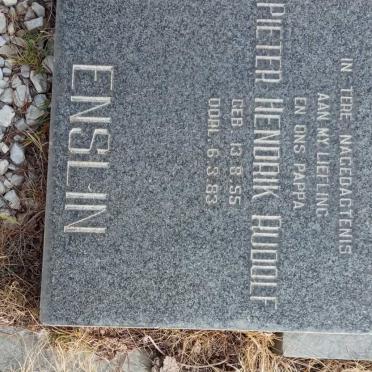 IN TERE NAGEDAGTENIS
AAN MY LIEFLING
EN ONS PAPPA
PIETER HENDRIK RUDOLF
GEB. 13.8.55
OORL. 6.3.83
ENSLIN